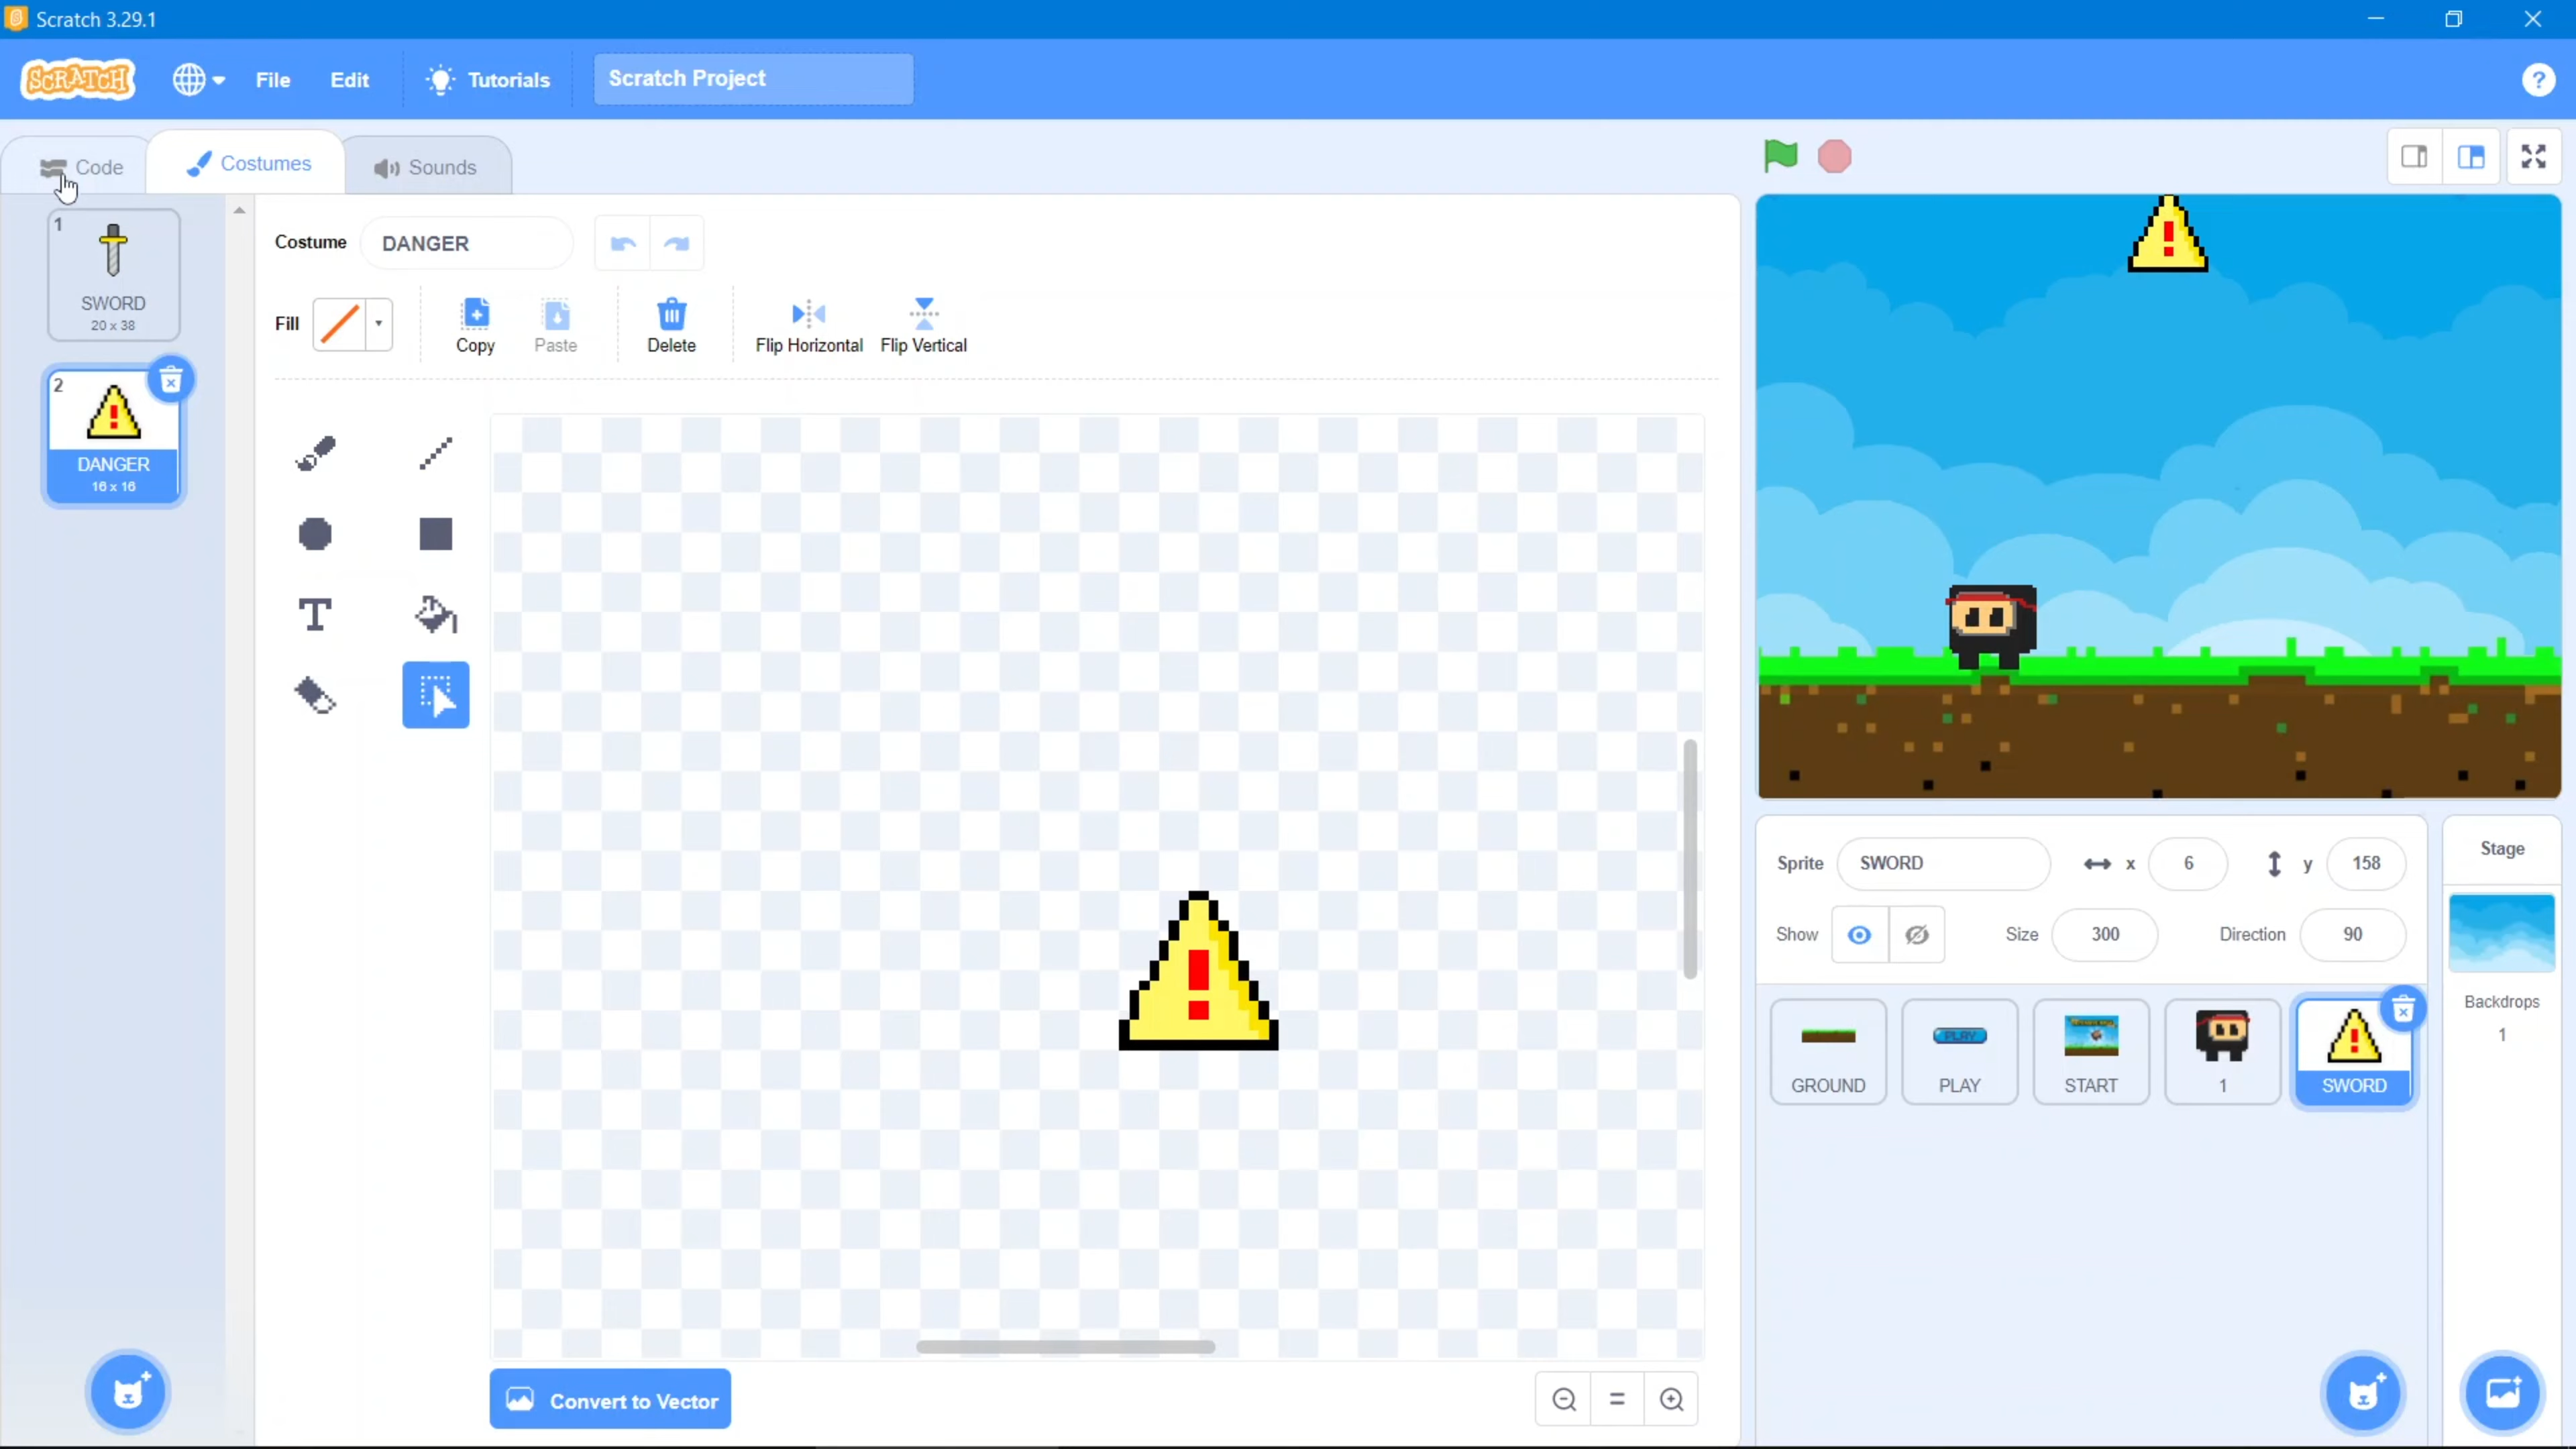 Scratch 3.29.1
SCRATCH
File
Edit
Tutorials
Scratch Project
?
Code
Costumes
Sounds
1
SWORD
20 x 38
2
DANGER
16 x 16
Costume
DANGER
Fill
Copy
Paste
Delete
Flip Horizontal
Flip Vertical
T
Convert to Vector
Sprite
SWORD
x
6
y
158
Show
Size
300
Direction
90
GROUND
PLAY
PLAY
START
1
SWORD
Stage
Backdrops
1